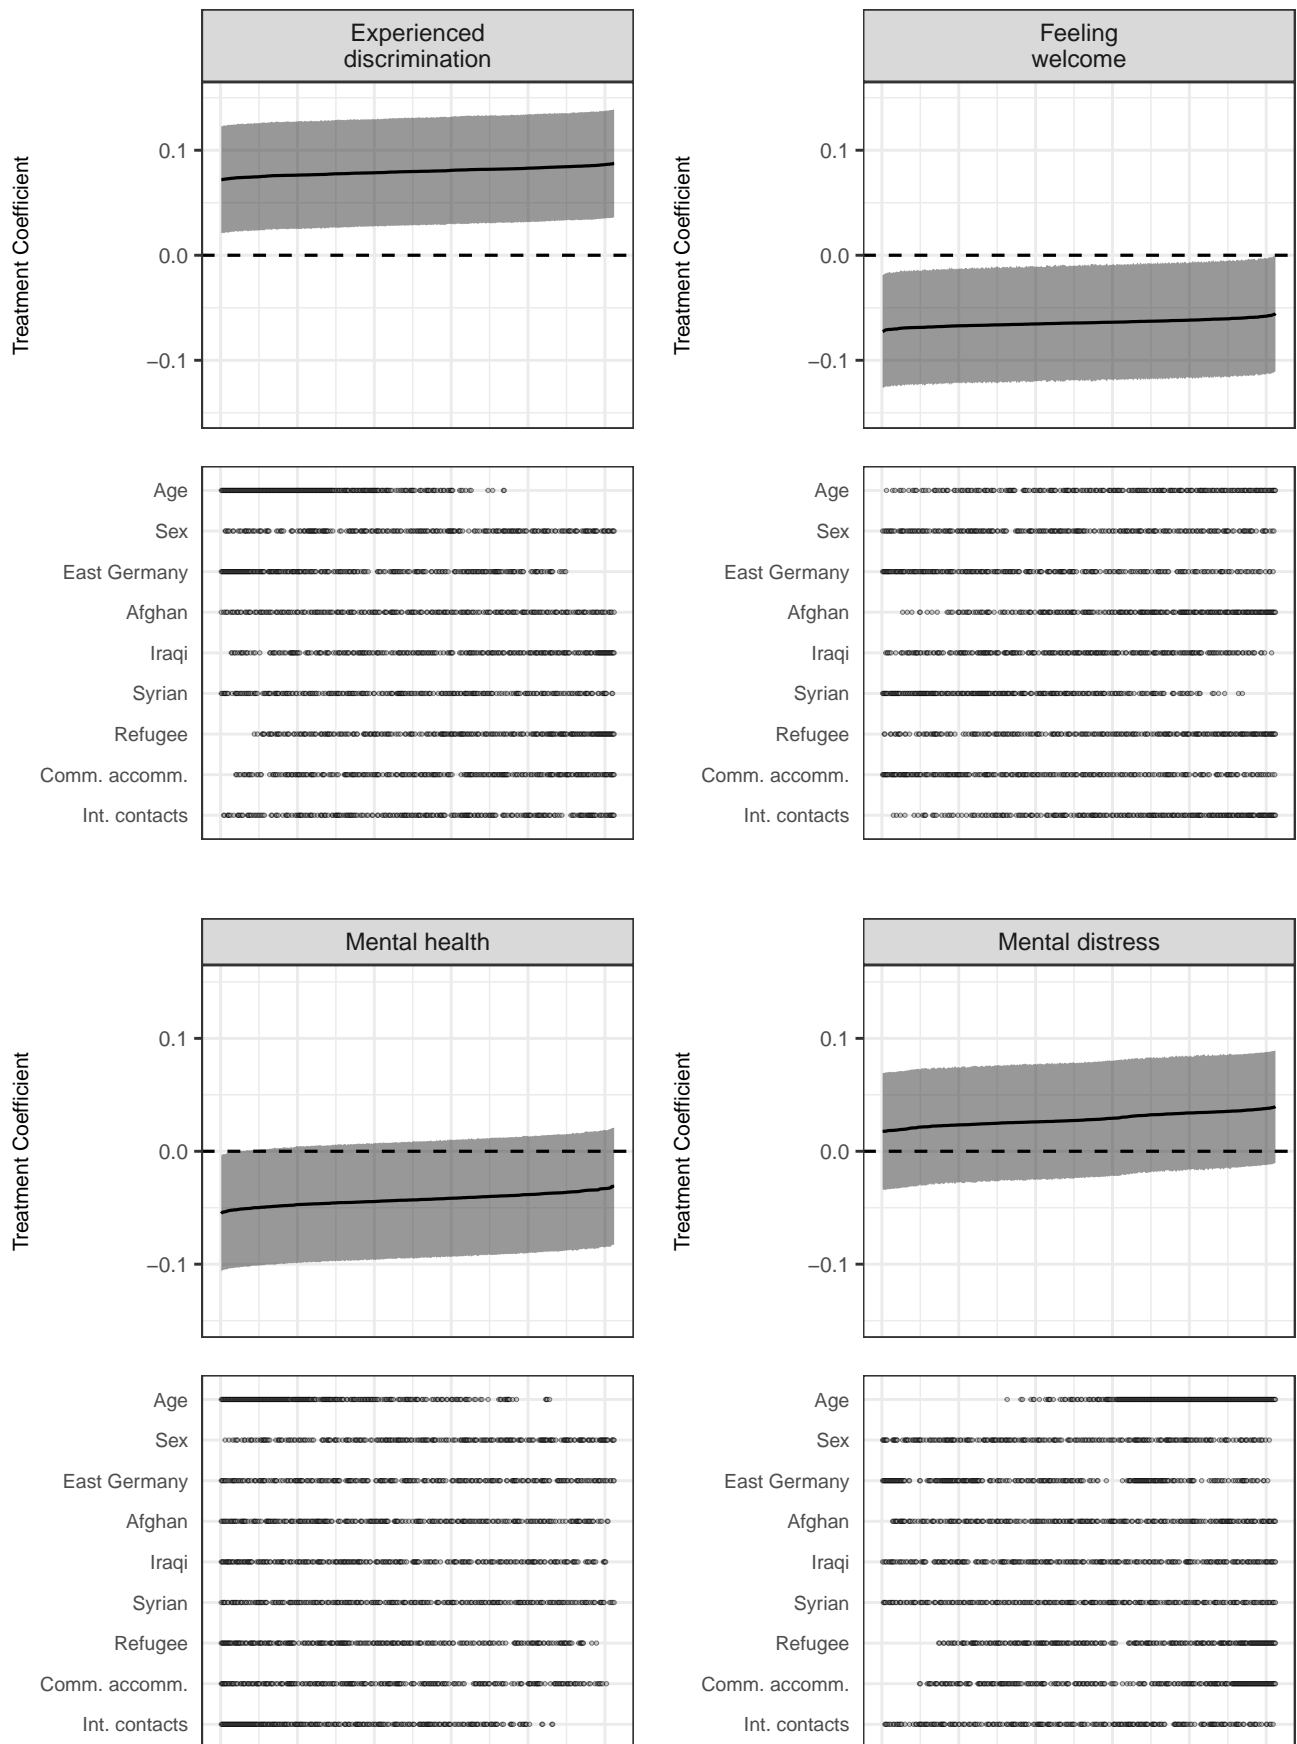 Experienced
discrimination
Treatment Coefficient
0.1
0.0
−0.1
Age
Sex
East Germany
Afghan
Iraqi
Syrian
Refugee
Comm. accomm.
Int. contacts
Feeling
welcome
Treatment Coefficient
0.1
0.0
−0.1
Age
Sex
East Germany
Afghan
Iraqi
Syrian
Refugee
Comm. accomm.
Int. contacts
Mental health
Treatment Coefficient
0.1
0.0
−0.1
Age
Sex
East Germany
Afghan
Iraqi
Syrian
Refugee
Comm. accomm.
Int. contacts
Mental distress
Treatment Coefficient
0.1
0.0
−0.1
Age
Sex
East Germany
Afghan
Iraqi
Syrian
Refugee
Comm. accomm.
Int. contacts